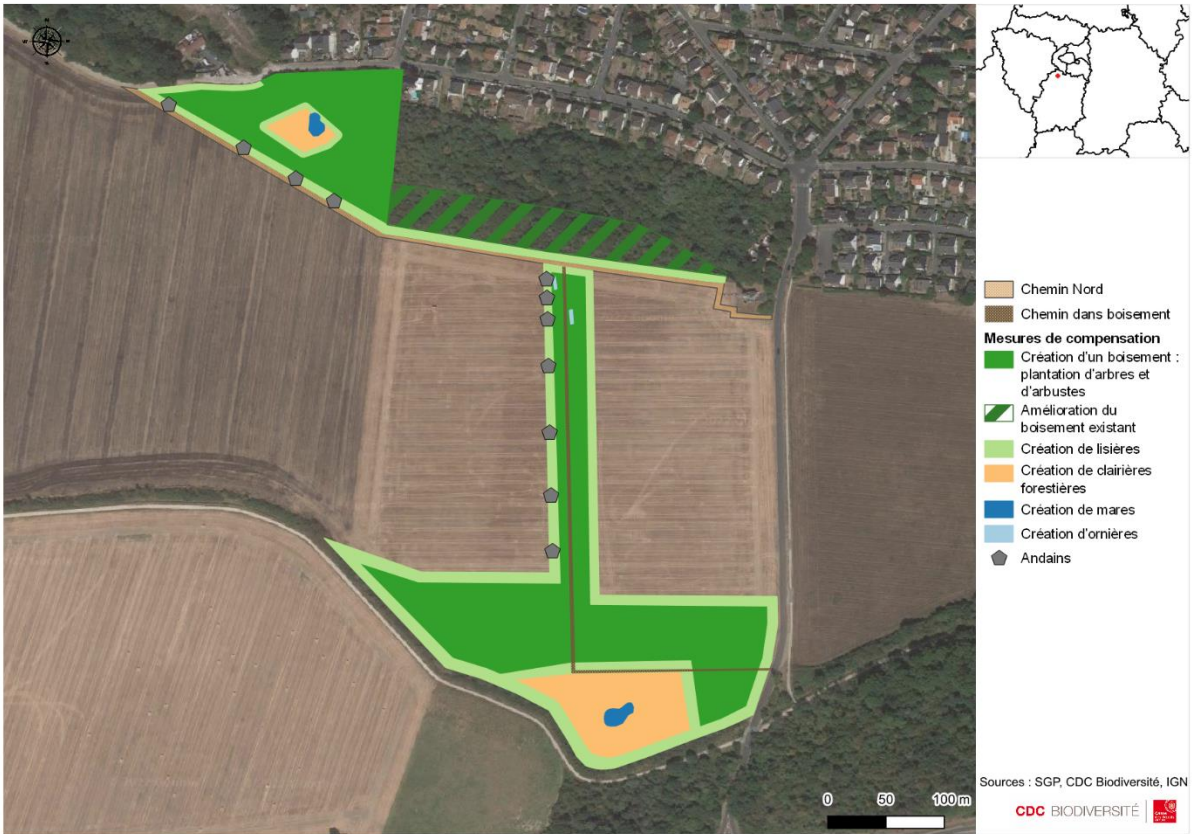 Chemin Nord
Chemin dans boisement
Mesures de compensation
Création d'un boisement :
plantation d'arbres et
d'arbustes
Amélioration du
boisement existant
Création de lisières
Création de clairières
forestières
Création de mares
Création d'ornières
Andains
0 50 100 m
Sources : SGP, CDC Biodiversité, IGN
CDC BIODIVERSITÉ